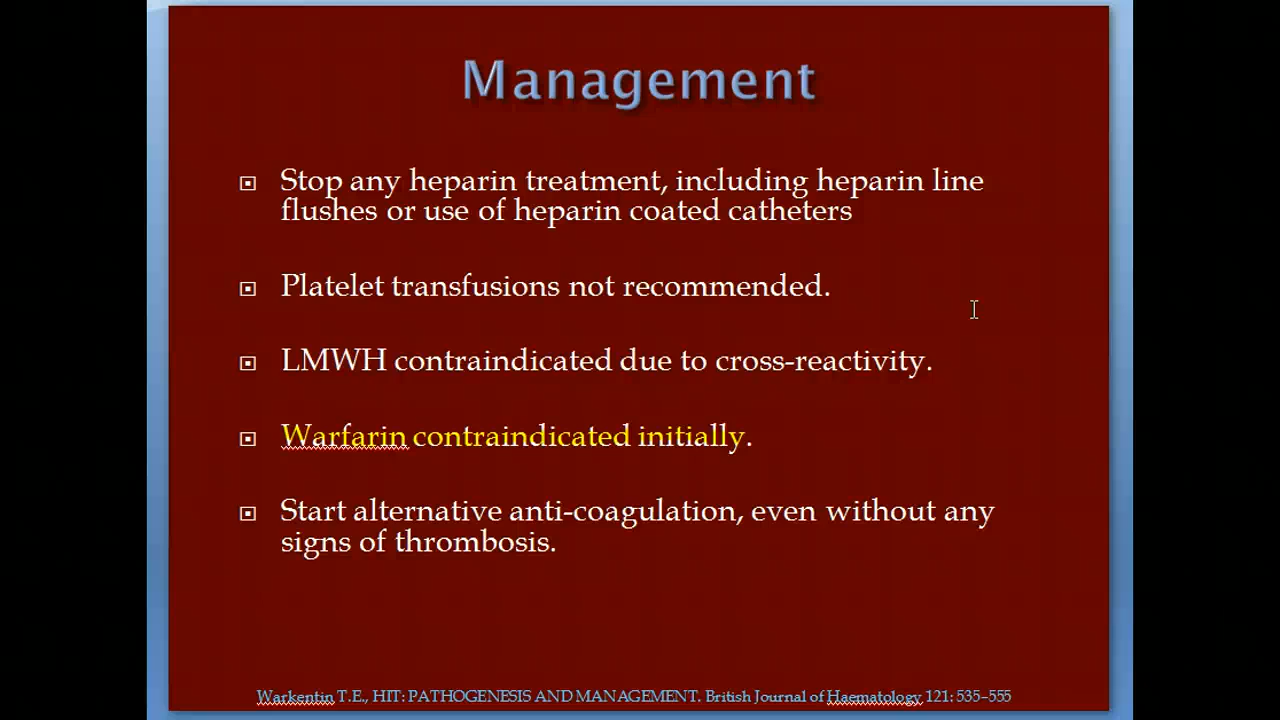 Management
Stop any heparin treatment, including heparin line
flushes or use of heparin coated catheters
Platelet transfusions not recommended.
LMWH contraindicated due to cross-reactivity.
Warfarin contraindicated initially.
Start alternative anti-coagulation, even without any
signs of thrombosis.
Warkentin T.E., HIT: PATHOGENESIS AND MANAGEMENT. British Journal of Haematology, 121: 535–555